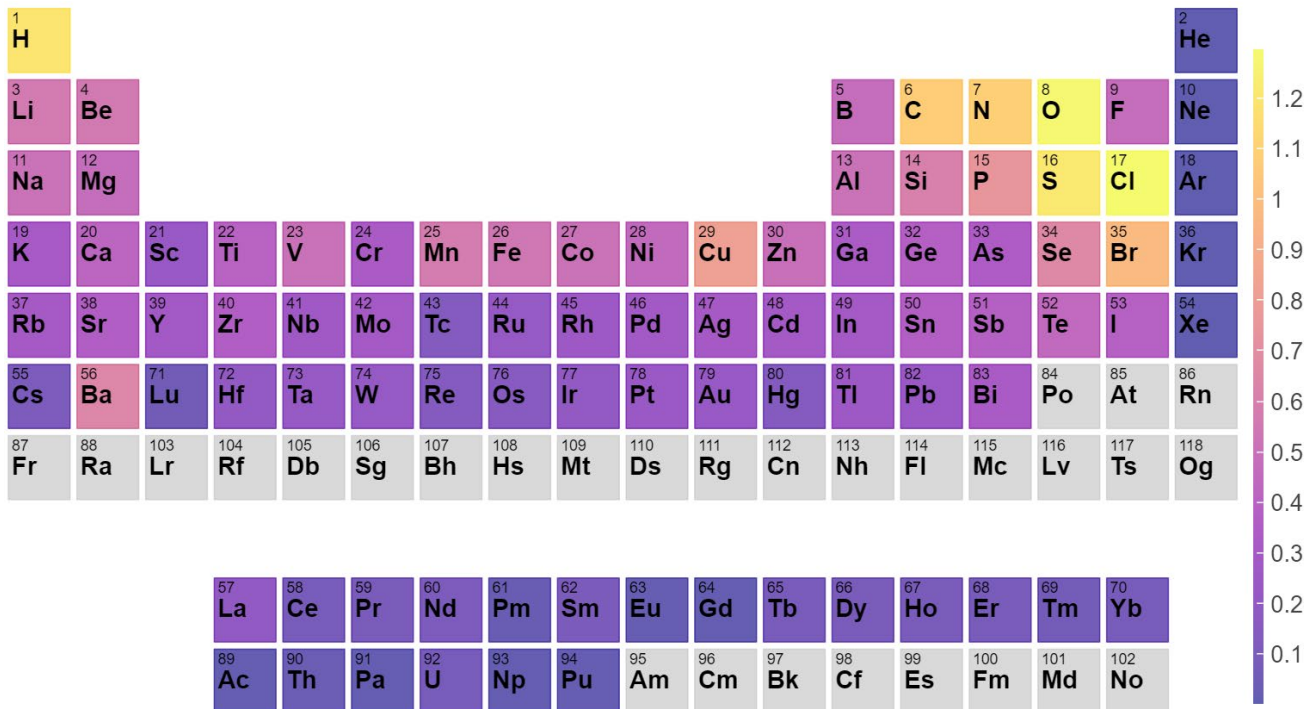 1 2
H He
3 4 5 6 7 8 9 10
Li Be B C N O F Ne
11 12 13 14 15 16 17 18
Na Mg Al Si P S Cl Ar
19 20 21 22 23 24 25 26 27 28 29 30 31 32 33 34 35 36
K Ca Sc Ti V Cr Mn Fe Co Ni Cu Zn Ga Ge As Se Br Kr
37 38 39 40 41 42 43 44 45 46 47 48 49 50 51 52 53 54
Rb Sr Y Zr Nb Mo Tc Ru Rh Pd Ag Cd In Sn Sb Te I Xe
55 56 71 72 73 74 75 76 77 78 79 80 81 82 83 84 85 86
Cs Ba Lu Hf Ta W Re Os Ir Pt Au Hg Tl Pb Bi Po At Rn
87 88 103 104 105 106 107 108 109 110 111 112 113 114 115 116 117 118
Fr Ra Lr Rf Db Sg Bh Hs Mt Ds Rg Cn Nh Fl Mc Lv Ts Og
57 58 59 60 61 62 63 64 65 66 67 68 69 70
La Ce Pr Nd Pm Sm Eu Gd Tb Dy Ho Er Tm Yb
89 90 91 92 93 94 95 96 97 98 99 100 101 102
Ac Th Pa U Np Pu Am Cm Bk Cf Es Fm Md No
1.2
1.1
1
0.9
0.8
0.7
0.6
0.5
0.4
0.3
0.2
0.1